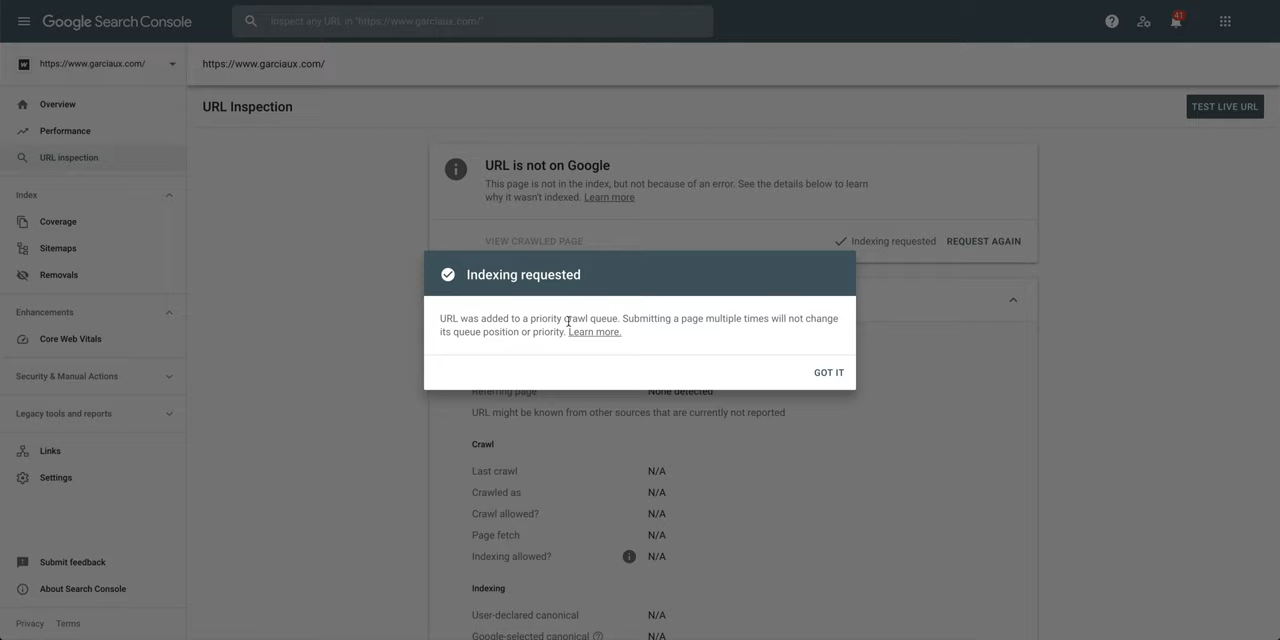 Google Search Console
Inspect any URL in "https://www.garciaux.com/"
41
https://www.garciaux.com/
https://www.garciaux.com/
Overview
Performance
URL inspection
Index
Coverage
Sitemaps
Removals
Enhancements
Core Web Vitals
Security & Manual Actions
Legacy tools and reports
Links
Settings
Submit feedback
About Search Console
Privacy Terms
URL Inspection
TEST LIVE URL
URL is not on Google
This page is not in the index, but not because of an error. See the details below to learn
why it wasn't indexed. Learn more
VIEW CRAWLED PAGE
Indexing requested
REQUEST AGAIN
Indexing requested
URL was added to a priority crawl queue. Submitting a page multiple times will not change
its queue position or priority. Learn more.
GOT IT
Referring page None detected
URL might be known from other sources that are currently not reported
Crawl
Last crawl N/A
Crawled as N/A
Crawl allowed? N/A
Page fetch N/A
Indexing allowed? N/A
Indexing
User-declared canonical N/A
Google-selected canonical N/A